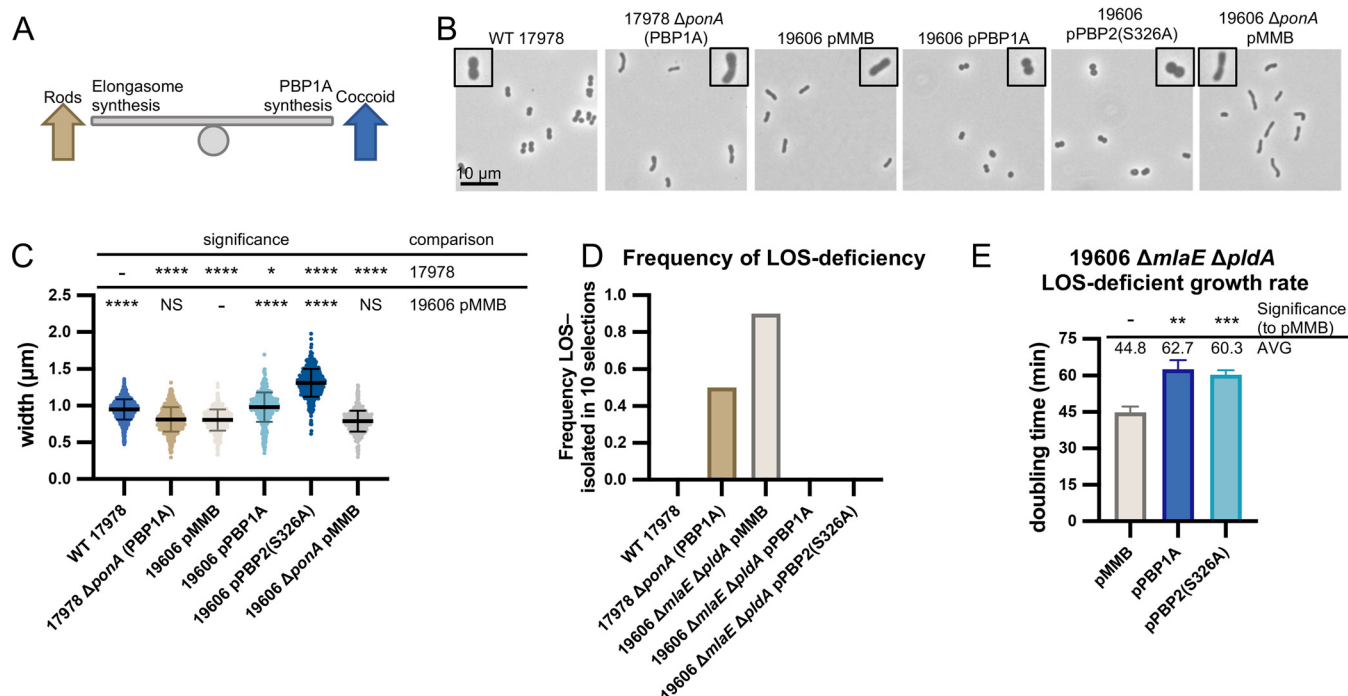 A
Rods
Elongasome
synthesis
PBP1A
synthesis
Coccoid
B
WT 17978
17978 ΔponA
(PBP1A)
19606 pMMB
19606 pPBP1A
19606
pPBP2(S326A)
19606 ΔponA
pMMB
10 µm
C
significance comparison
- **** **** * **** **** 17978
**** NS - **** **** NS 19606 pMMB
width (µm)
2.5
2.0
1.5
1.0
0.5
0.0
WT 17978
17978 ΔponA (PBP1A)
19606 pMMB
19606 pPBP1A
19606 pPBP2(S326A)
19606 ΔponA pMMB
D
Frequency of LOS-deficiency
Frequency LOS–
isolated in 10 selections
1.0
0.8
0.6
0.4
0.2
0.0
WT 17978
17978 ΔponA (PBP1A)
19606 ΔmlaE ΔpldA pMMB
19606 ΔmlaE ΔpldA pPBP1A
19606 ΔmlaE ΔpldA pPBP2(S326A)
E
19606 ΔmlaE ΔpldA
LOS-deficient growth rate
- ** *** Significance
(to pMMB)
44.8 62.7 60.3 AVG
doubling time (min)
75
60
45
30
15
0
pMMB
pPBP1A
pPBP2(S326A)